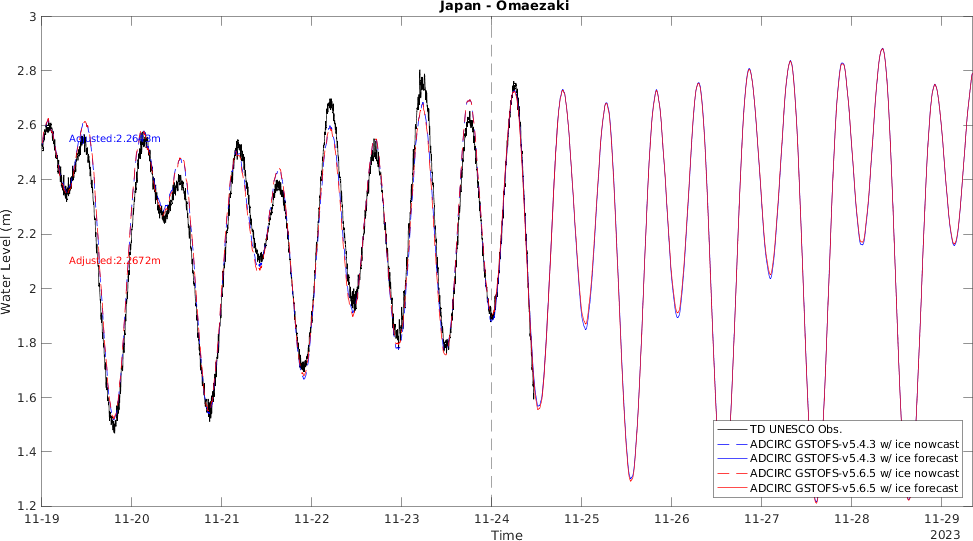 Japan - Omaezaki
Water Level (m)
3
2.8
2.6
2.4
2.2
2
1.8
1.6
1.4
1.2
Adjusted:2.2672m
TD UNESCO Obs.
ADCIRC GSTOFS-v5.4.3 w/ ice nowcast
ADCIRC GSTOFS-v5.4.3 w/ ice forecast
ADCIRC GSTOFS-v5.6.5 w/ ice nowcast
ADCIRC GSTOFS-v5.6.5 w/ ice forecast
11-19 11-20 11-21 11-22 11-23 11-24 11-25 11-26 11-27 11-28 11-29
Time
2023